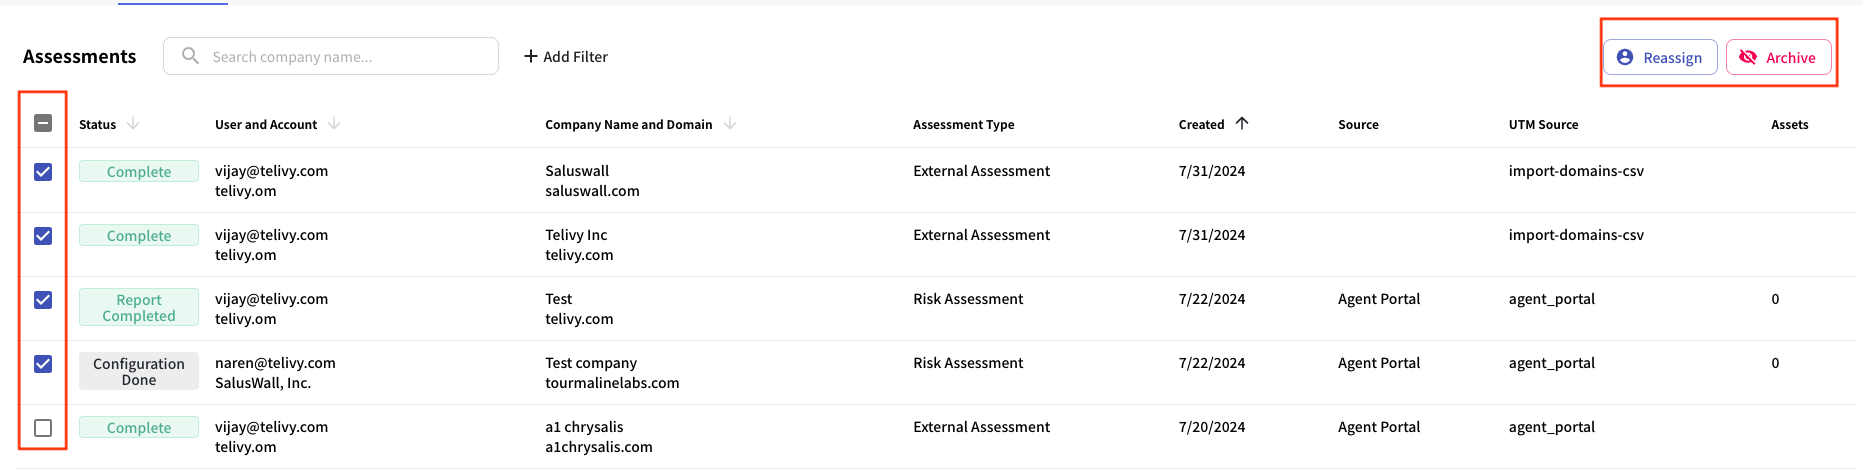 Assessments
Search company name...
+ Add Filter
Reassign
Archive
Status
User and Account
Company Name and Domain
Assessment Type
Created
Source
UTM Source
Assets
Complete
vijay@telivy.com
telivy.om
Saluswall
saluswall.com
External Assessment
7/31/2024
import-domains-csv
Complete
vijay@telivy.com
telivy.om
Telivy Inc
telivy.com
External Assessment
7/31/2024
import-domains-csv
Report
Completed
vijay@telivy.com
telivy.om
Test
telivy.com
Risk Assessment
7/22/2024
Agent Portal
agent_portal
0
Configuration
Done
naren@telivy.com
SalusWall, Inc.
Test company
tourmalinelabs.com
Risk Assessment
7/22/2024
Agent Portal
agent_portal
0
Complete
vijay@telivy.com
telivy.om
a1 chrysalis
a1chrysalis.com
External Assessment
7/20/2024
Agent Portal
agent_portal